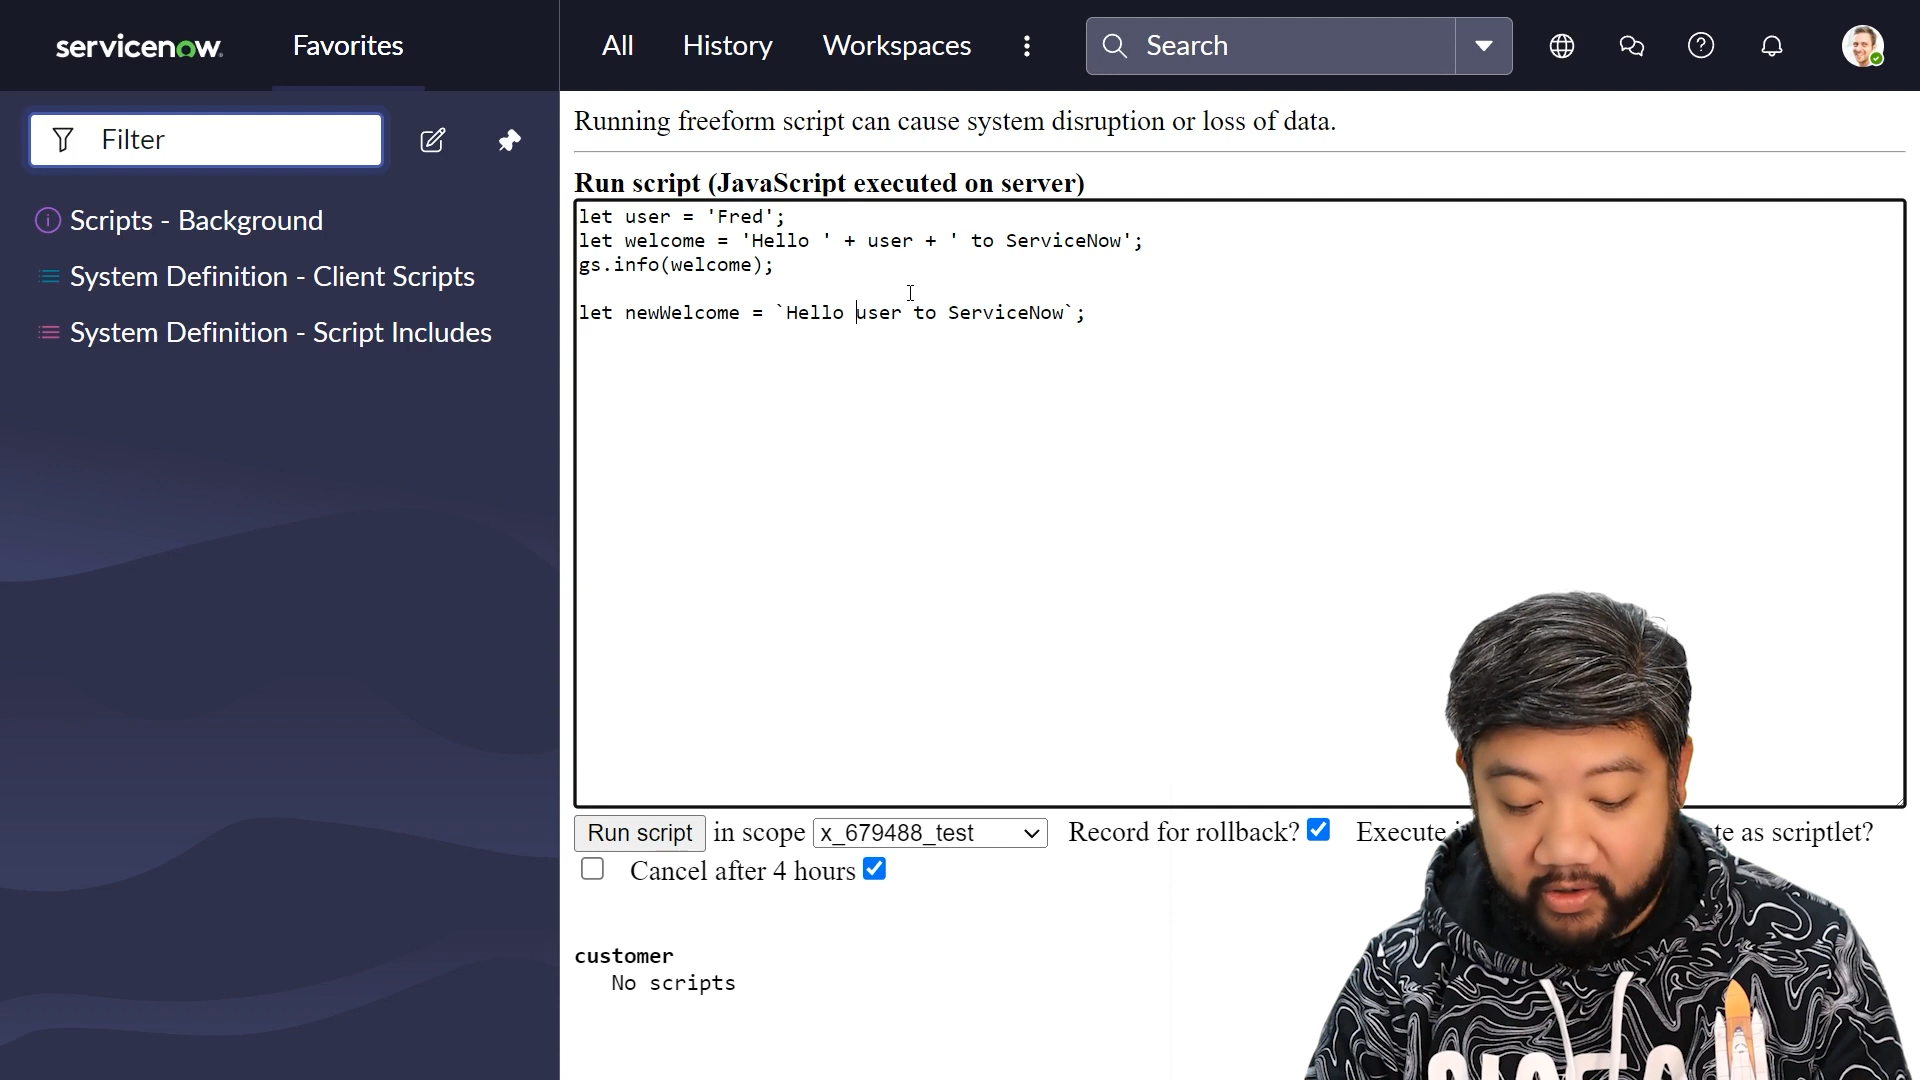 servicenow
Favorites
All
History
Workspaces
Search
Filter
Scripts - Background
System Definition - Client Scripts
System Definition - Script Includes
Running freeform script can cause system disruption or loss of data.
Run script (JavaScript executed on server)
let user = 'Fred';
let welcome = 'Hello ' + user + ' to ServiceNow';
gs.info(welcome);
let newWelcome = `Hello user to ServiceNow`;
Run script in scope x_679488_test Record for rollback? Execute as scriptlet?
Cancel after 4 hours
customer
No scripts